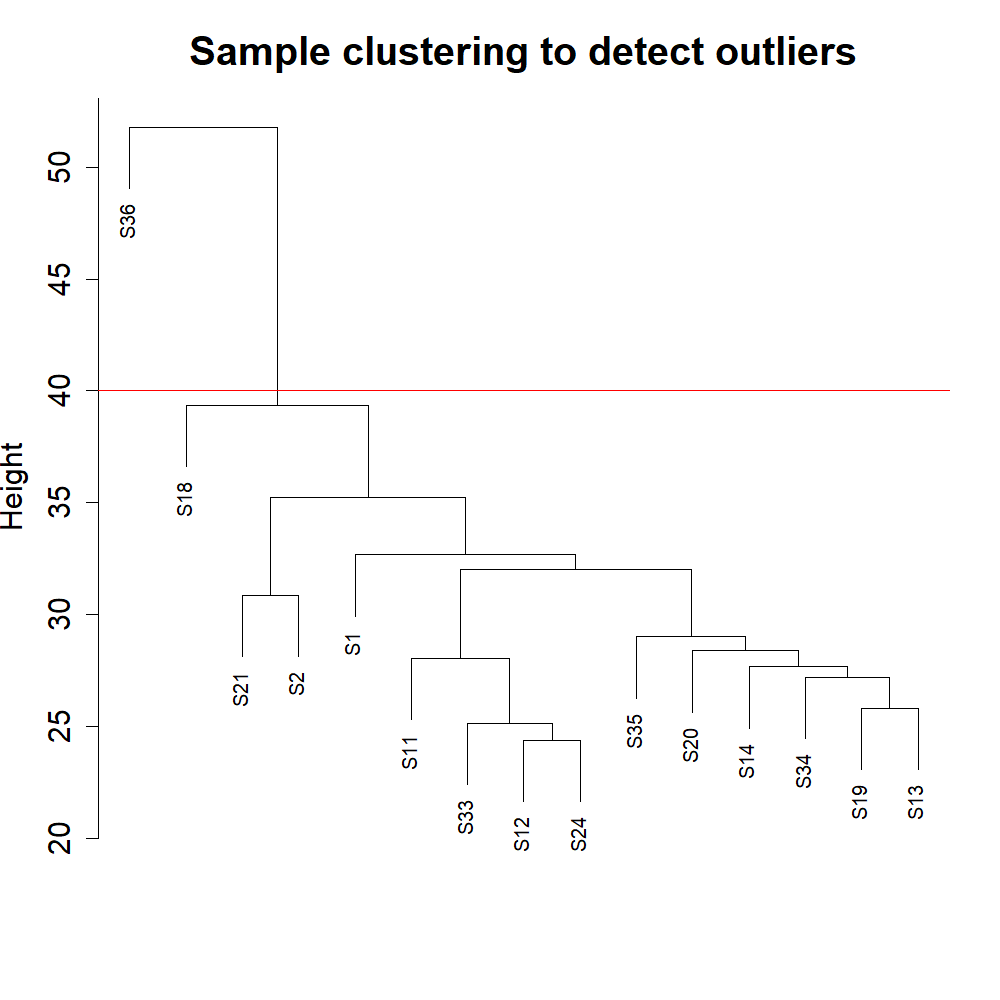 Sample clustering to detect outliers
Height
50
45
40
35
30
25
20
S36
S18
S21
S2
S1
S11
S33
S12
S24
S35
S20
S14
S34
S19
S13